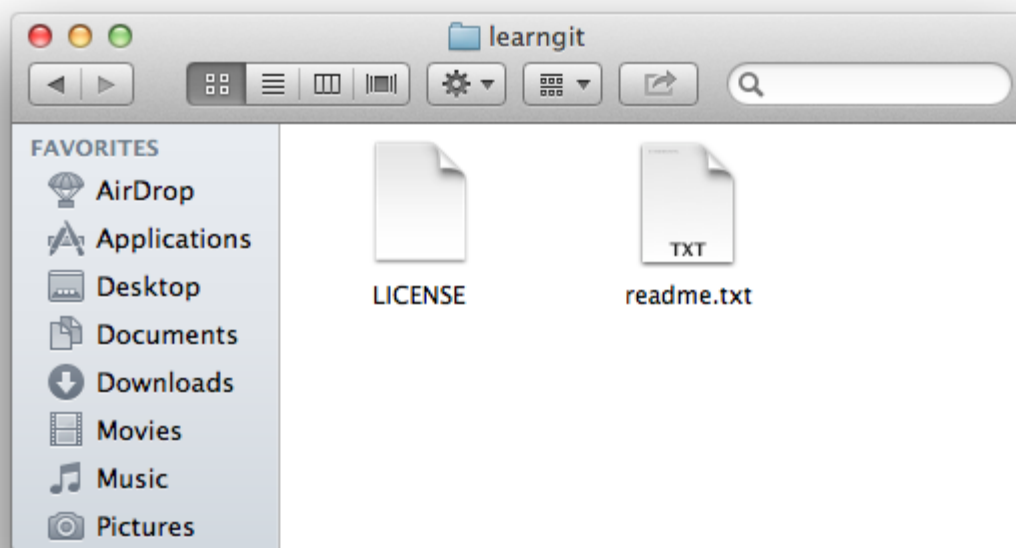 learngit
FAVORITES
AirDrop
Applications
Desktop
Documents
Downloads
Movies
Music
Pictures
TXT
LICENSE
readme.txt